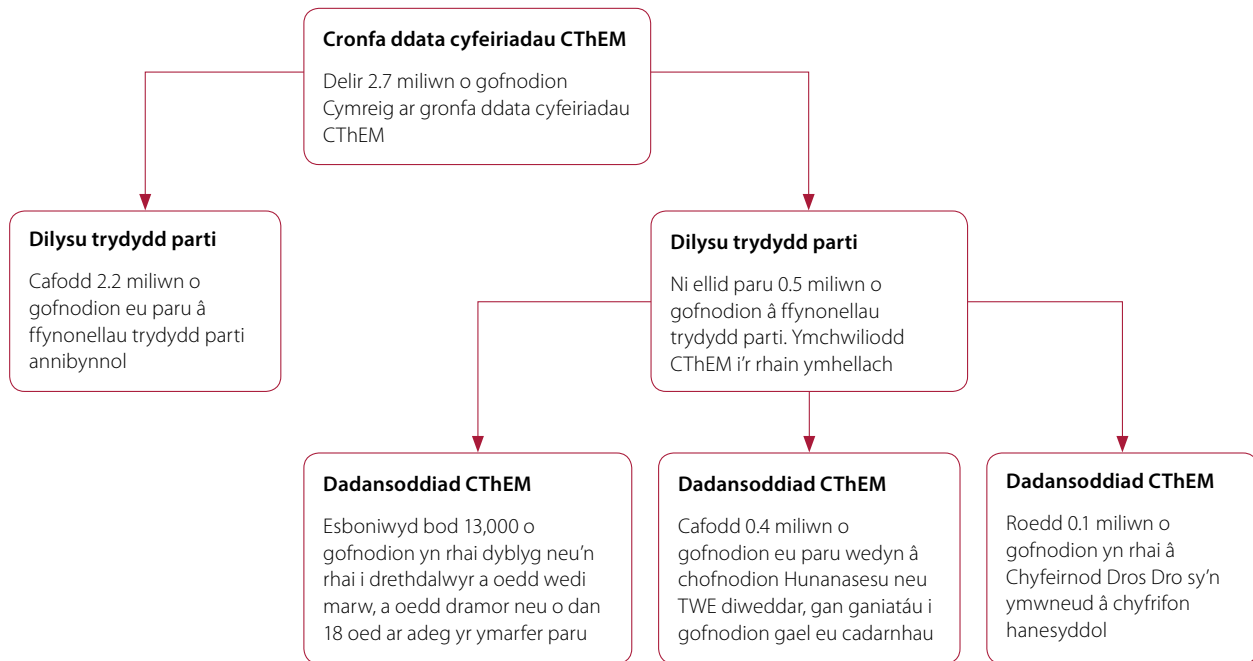 Cronfa ddata cyfeiriadau CThEM
Delir 2.7 miliwn o gofnodion
Cymreig ar gronfa ddata cyfeiriadau
CThEM
Dilysu trydydd parti
Cafodd 2.2 miliwn o
gofnodion eu paru â
ffynonellau trydydd parti
annibynnol
Dilysu trydydd parti
Ni ellid paru 0.5 miliwn o
gofnodion â ffynonellau
trydydd parti. Ymchwiliodd
CThEM i'r rhain ymhellach
Dadansoddiad CThEM
Esboniwyd bod 13,000 o
gofnodion yn rhai dyblyg neu'n
rhai i drethdalwyr a oedd wedi
marw, a oedd dramor neu o dan
18 oed ar adeg yr ymarfer paru
Dadansoddiad CThEM
Cafodd 0.4 miliwn o
gofnodion eu paru wedyn â
chofnodion Hunanasesu neu
TWE diweddar, gan ganiatáu i
gofnodion gael eu cadarnhau
Dadansoddiad CThEM
Roedd 0.1 miliwn o
gofnodion yn rhai â
Chyfeirnod Dros Dro sy'n
ymwneud â chyfrifon
hanesyddol